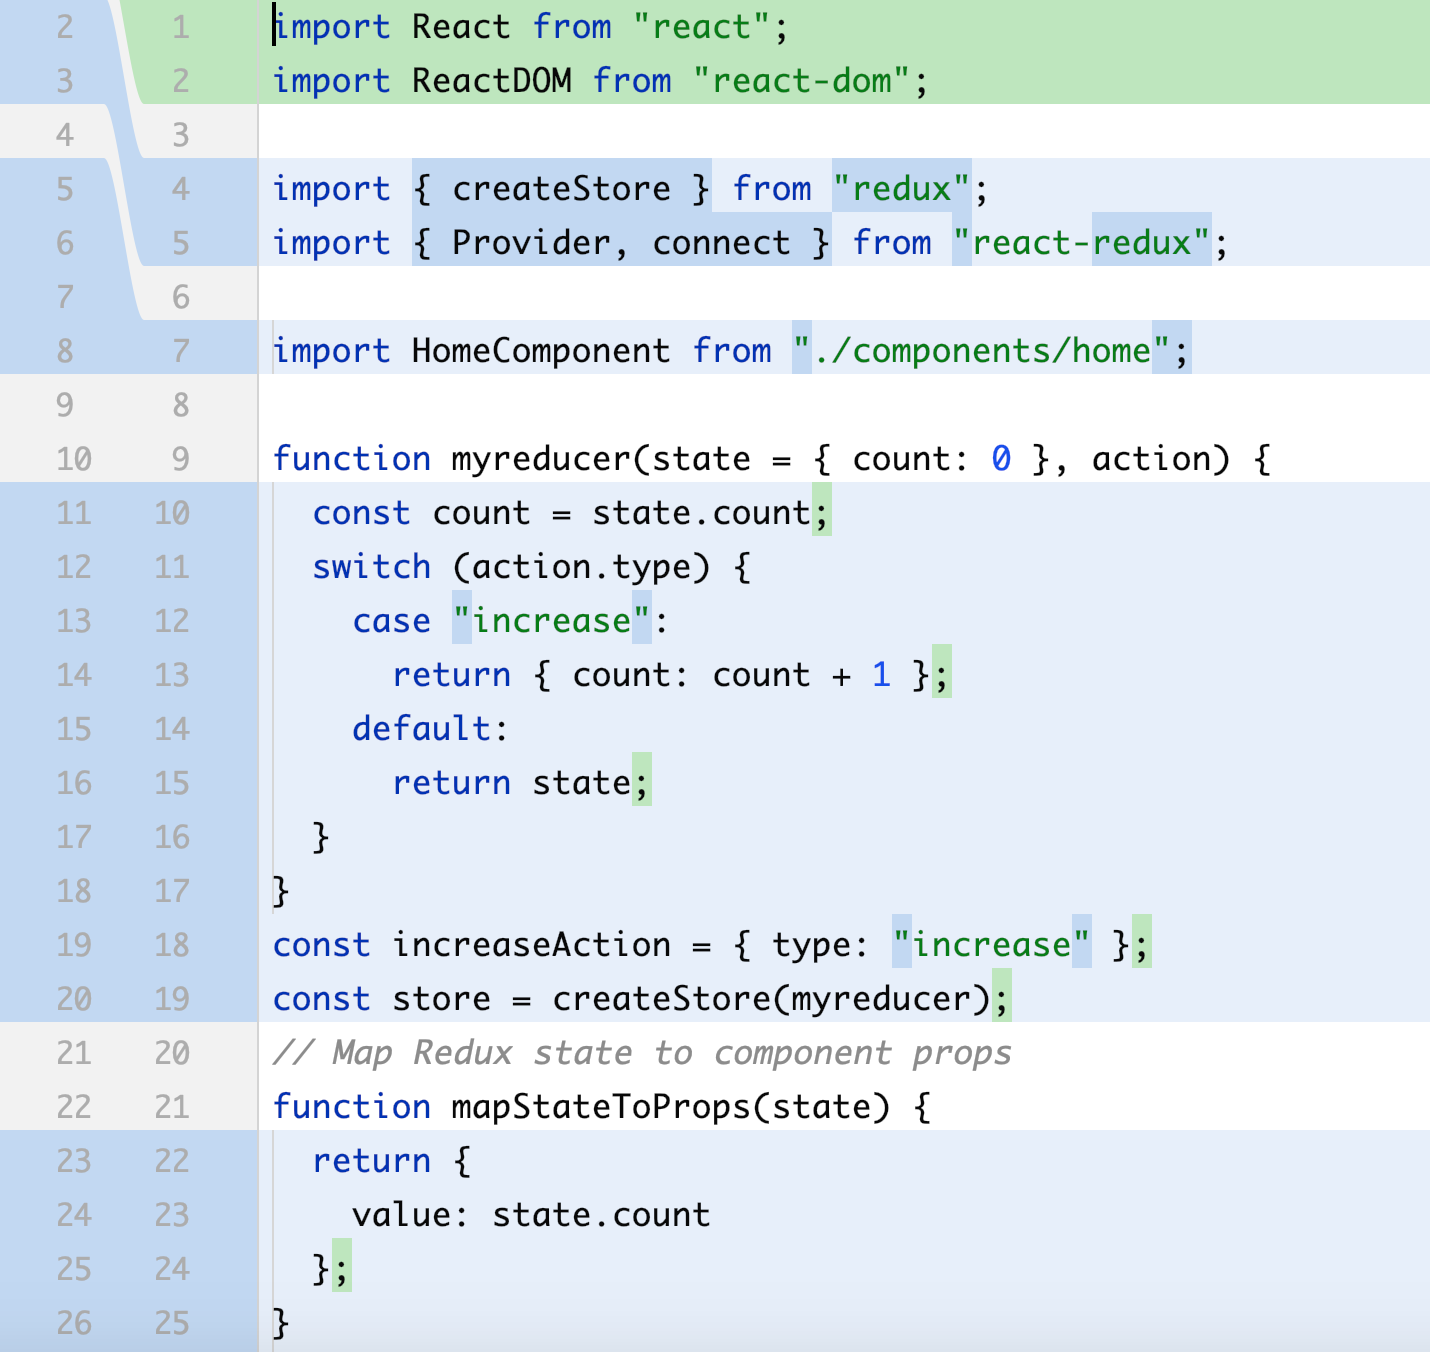 2 1 import React from "react";
3 2 import ReactDOM from "react-dom";
4 3
5 4 import { createStore } from "redux";
6 5 import { Provider, connect } from "react-redux";
7 6
8 7 import HomeComponent from "./components/home";
9 8
10 9 function myreducer(state = { count: 0 }, action) {
11 10   const count = state.count;
12 11   switch (action.type) {
13 12     case "increase":
14 13       return { count: count + 1 };
15 14     default:
16 15       return state;
17 16   }
18 17 }
19 18 const increaseAction = { type: "increase" };
20 19 const store = createStore(myreducer);
21 20 // Map Redux state to component props
22 21 function mapStateToProps(state) {
23 22   return {
24 23     value: state.count
25 24   };
26 25 }